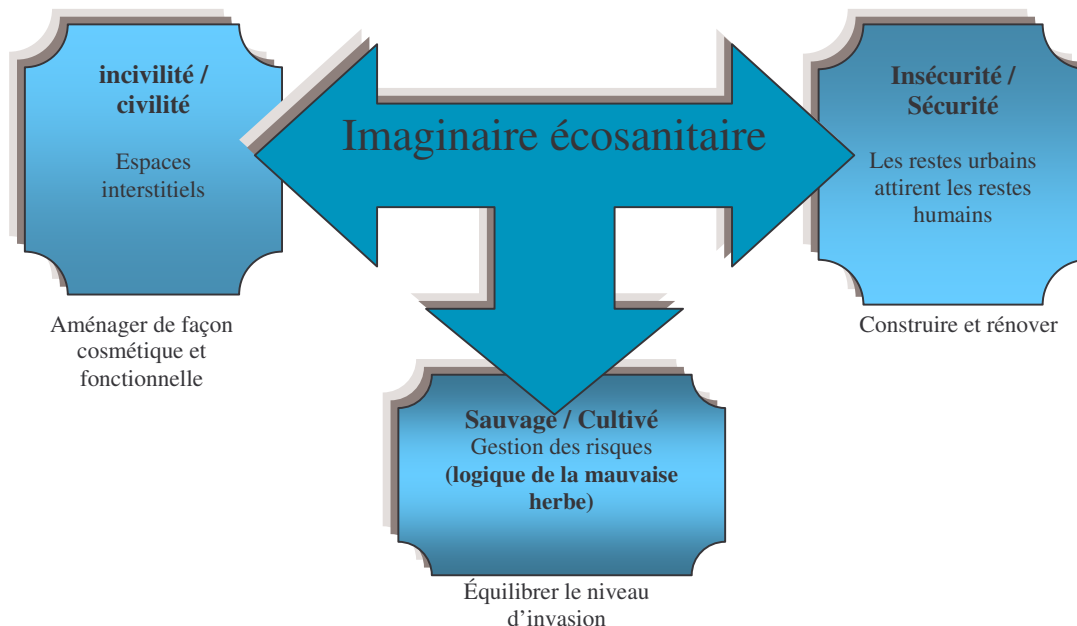 incivilité /
civilité
Espaces
interstitiels
Aménager de façon
cosmétique et
fonctionnelle
Imaginaire écosanitaire
Insécurité /
Sécurité
Les restes urbains
attirent les restes
humains
Construire et rénover
Sauvage / Cultivé
Gestion des risques
(logique de la mauvaise
herbe)
Équilibrer le niveau
d’invasion